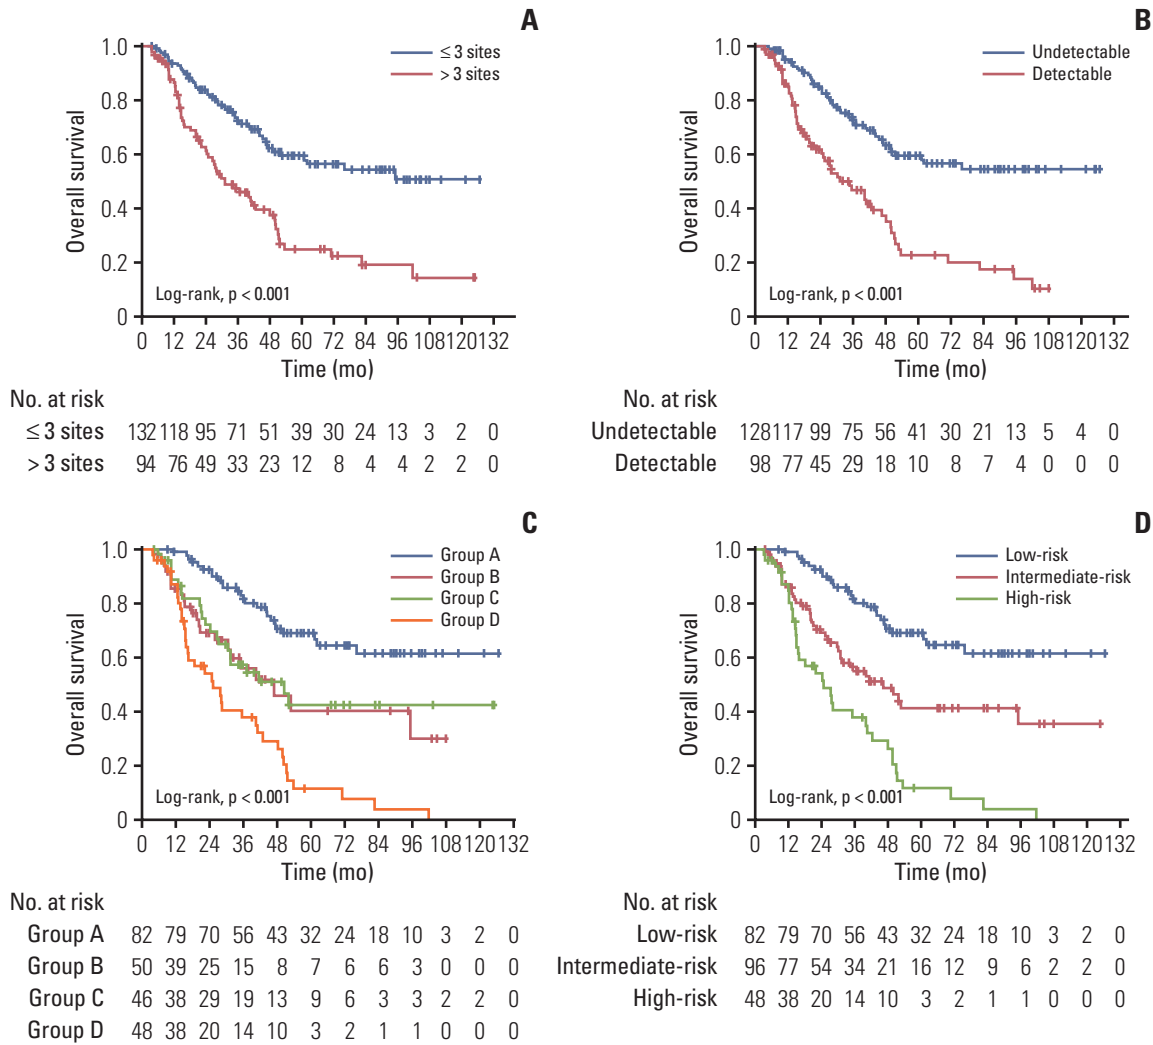 A
Overall survival
1.0
0.8
0.6
0.4
0.2
0
≤ 3 sites
> 3 sites
Log-rank, p < 0.001
0 12 24 36 48 60 72 84 96 108 120 132
Time (mo)
No. at risk
≤ 3 sites 132 118 95 71 51 39 30 24 13 3 2 0
> 3 sites 94 76 49 33 23 12 8 4 4 2 2 0
B
Overall survival
1.0
0.8
0.6
0.4
0.2
0
Undetectable
Detectable
Log-rank, p < 0.001
0 12 24 36 48 60 72 84 96 108 120 132
Time (mo)
No. at risk
Undetectable 128 117 99 75 56 41 30 21 13 5 4 0
Detectable 98 77 45 29 18 10 8 7 4 0 0 0
C
Overall survival
1.0
0.8
0.6
0.4
0.2
0
Group A
Group B
Group C
Group D
Log-rank, p < 0.001
0 12 24 36 48 60 72 84 96 108 120 132
Time (mo)
No. at risk
Group A 82 79 70 56 43 32 24 18 10 3 2 0
Group B 50 39 25 15 8 7 6 6 3 0 0 0
Group C 46 38 29 19 13 9 6 3 3 2 2 0
Group D 48 38 20 14 10 3 2 1 1 0 0 0
D
Overall survival
1.0
0.8
0.6
0.4
0.2
0
Low-risk
Intermediate-risk
High-risk
Log-rank, p < 0.001
0 12 24 36 48 60 72 84 96 108 120 132
Time (mo)
No. at risk
Low-risk 82 79 70 56 43 32 24 18 10 3 2 0
Intermediate-risk 96 77 54 34 21 16 12 9 6 2 2 0
High-risk 48 38 20 14 10 3 2 1 1 0 0 0